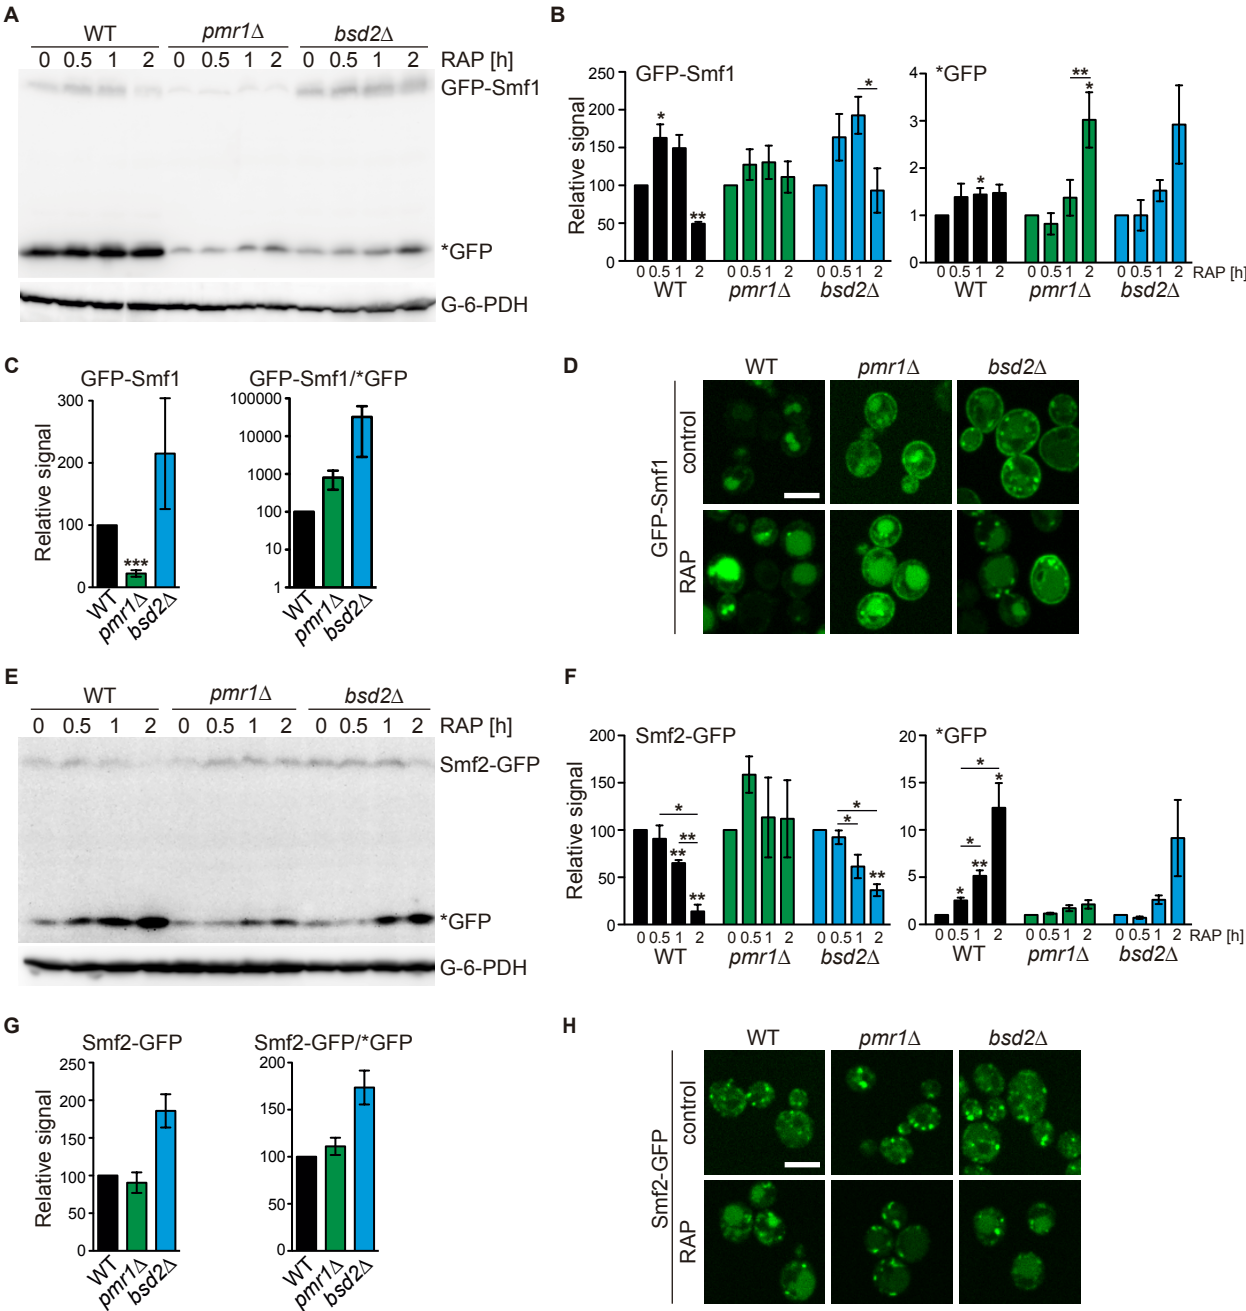 A
WT pmr1Δ bsd2Δ
0 0.5 1 2 0 0.5 1 2 0 0.5 1 2 RAP [h]
GFP-Smf1
*GFP
G-6-PDH
B
GFP-Smf1
Relative signal
250
200
150
100
50
0
*
**
*
0 0.5 1 2 0 0.5 1 2 0 0.5 1 2
WT pmr1Δ bsd2Δ
*GFP
4
3
2
1
0
*
**
*
0 0.5 1 2 0 0.5 1 2 0 0.5 1 2 RAP [h]
WT pmr1Δ bsd2Δ
C
GFP-Smf1
Relative signal
300
200
100
0
***
WT pmr1Δ bsd2Δ
GFP-Smf1/*GFP
100000
10000
1000
100
10
1
WT pmr1Δ bsd2Δ
D
WT pmr1Δ bsd2Δ
GFP-Smf1
control
RAP
E
WT pmr1Δ bsd2Δ
0 0.5 1 2 0 0.5 1 2 0 0.5 1 2 RAP [h]
Smf2-GFP
*GFP
G-6-PDH
F
Smf2-GFP
Relative signal
200
150
100
50
0
*
**
**
**
*
*
**
0 0.5 1 2 0 0.5 1 2 0 0.5 1 2
WT pmr1Δ bsd2Δ
*GFP
20
15
10
5
0
*
*
*
**
*
0 0.5 1 2 0 0.5 1 2 0 0.5 1 2 RAP [h]
WT pmr1Δ bsd2Δ
G
Smf2-GFP
Relative signal
250
200
150
100
50
0
WT pmr1Δ bsd2Δ
Smf2-GFP/*GFP
200
150
100
50
0
WT pmr1Δ bsd2Δ
H
WT pmr1Δ bsd2Δ
Smf2-GFP
control
RAP